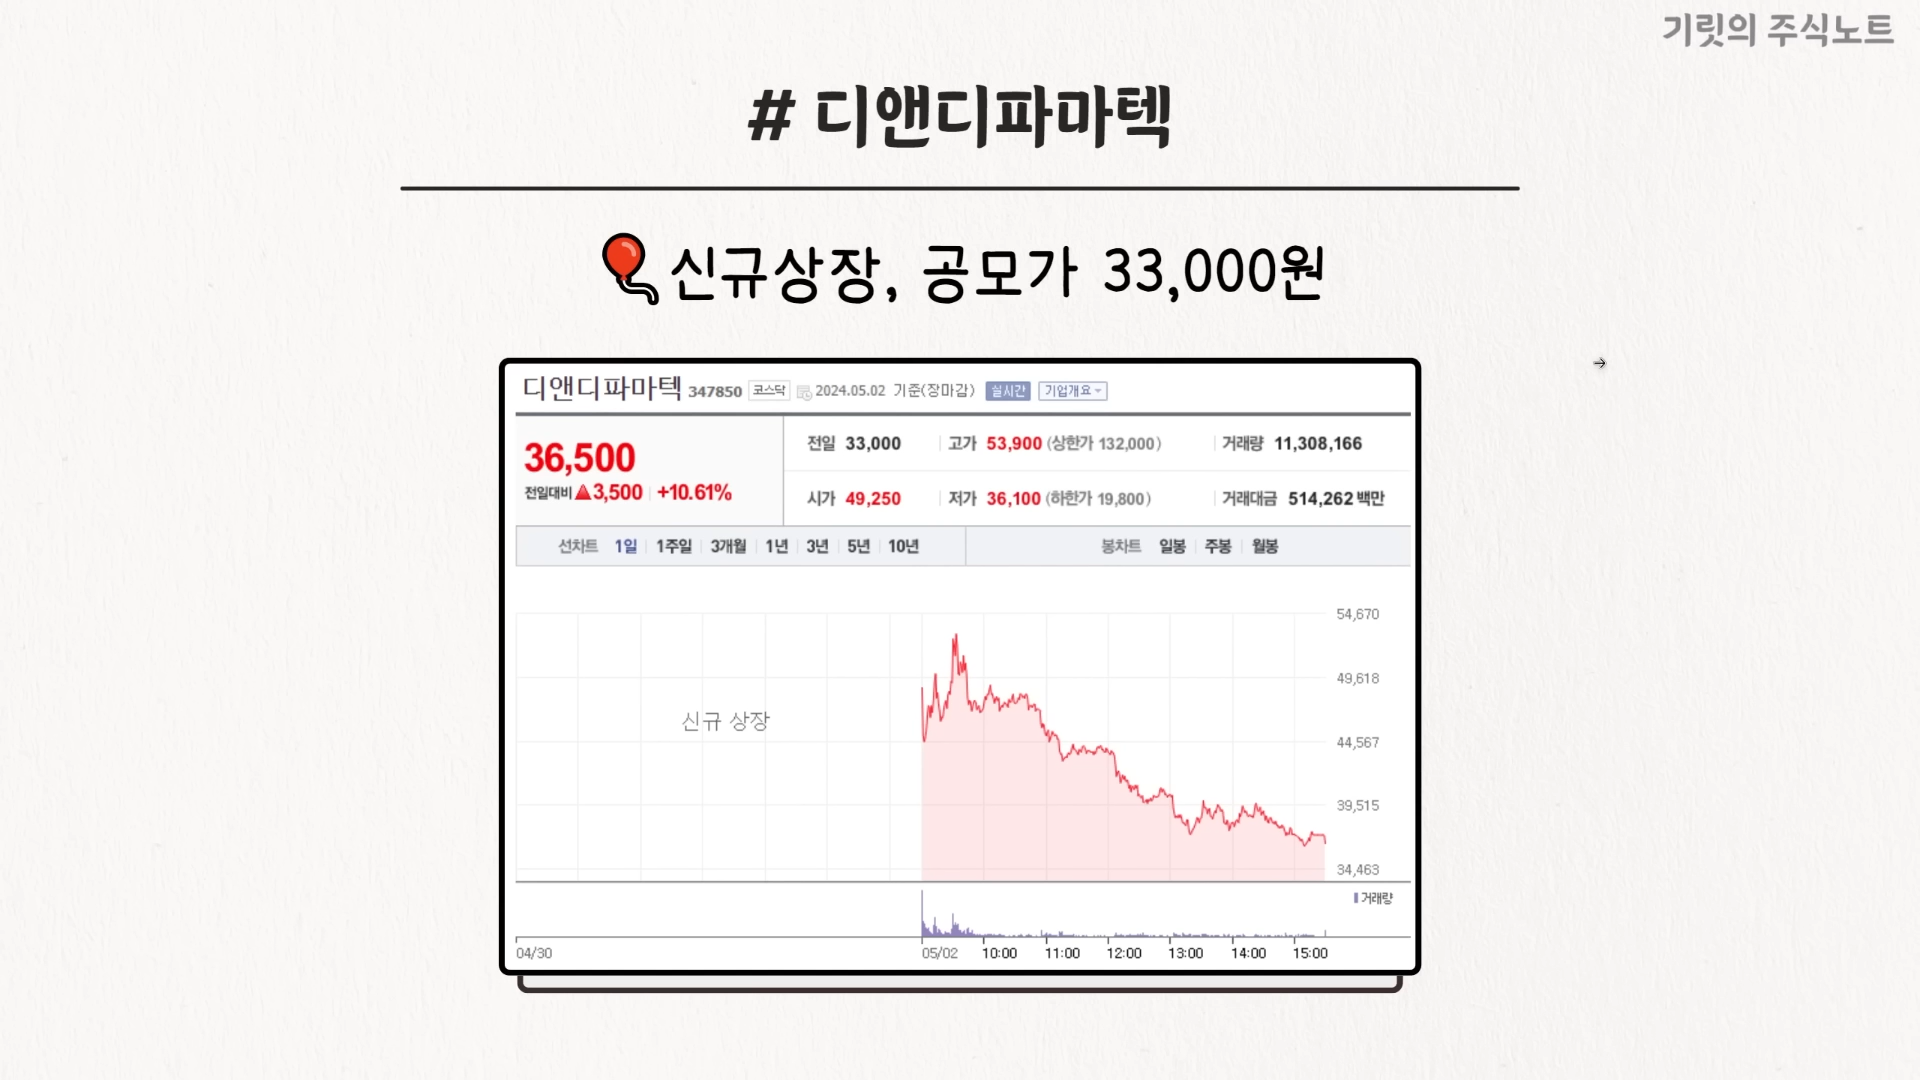 기릿의 주식노트
# 디앤디파마텍
신규상장, 공모가 33,000원
디앤디파마텍 347850 코스닥 2024.05.02 기준(장마감) 실시간 기업개요
36,500
전일대비 ▲3,500 +10.61%
전일 33,000 고가 53,900 (상한가 132,000) 거래량 11,308,166
시가 49,250 저가 36,100 (하한가 19,800) 거래대금 514,262 백만
선차트 1일 1주일 3개월 1년 3년 5년 10년 봉차트 일봉 주봉 월봉
54,670
49,618
신규 상장
44,567
39,515
34,463
거래량
04/30 05/02 10:00 11:00 12:00 13:00 14:00 15:00